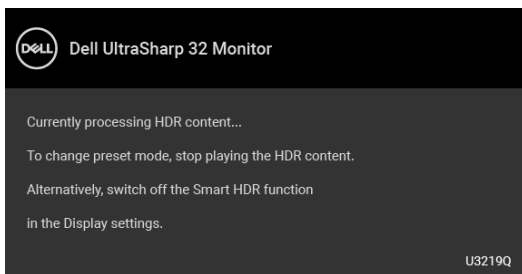 DELL
Dell UltraSharp 32 Monitor
Currently processing HDR content...
To change preset mode, stop playing the HDR content.
Alternatively, switch off the Smart HDR function
in the Display settings.
U3219Q